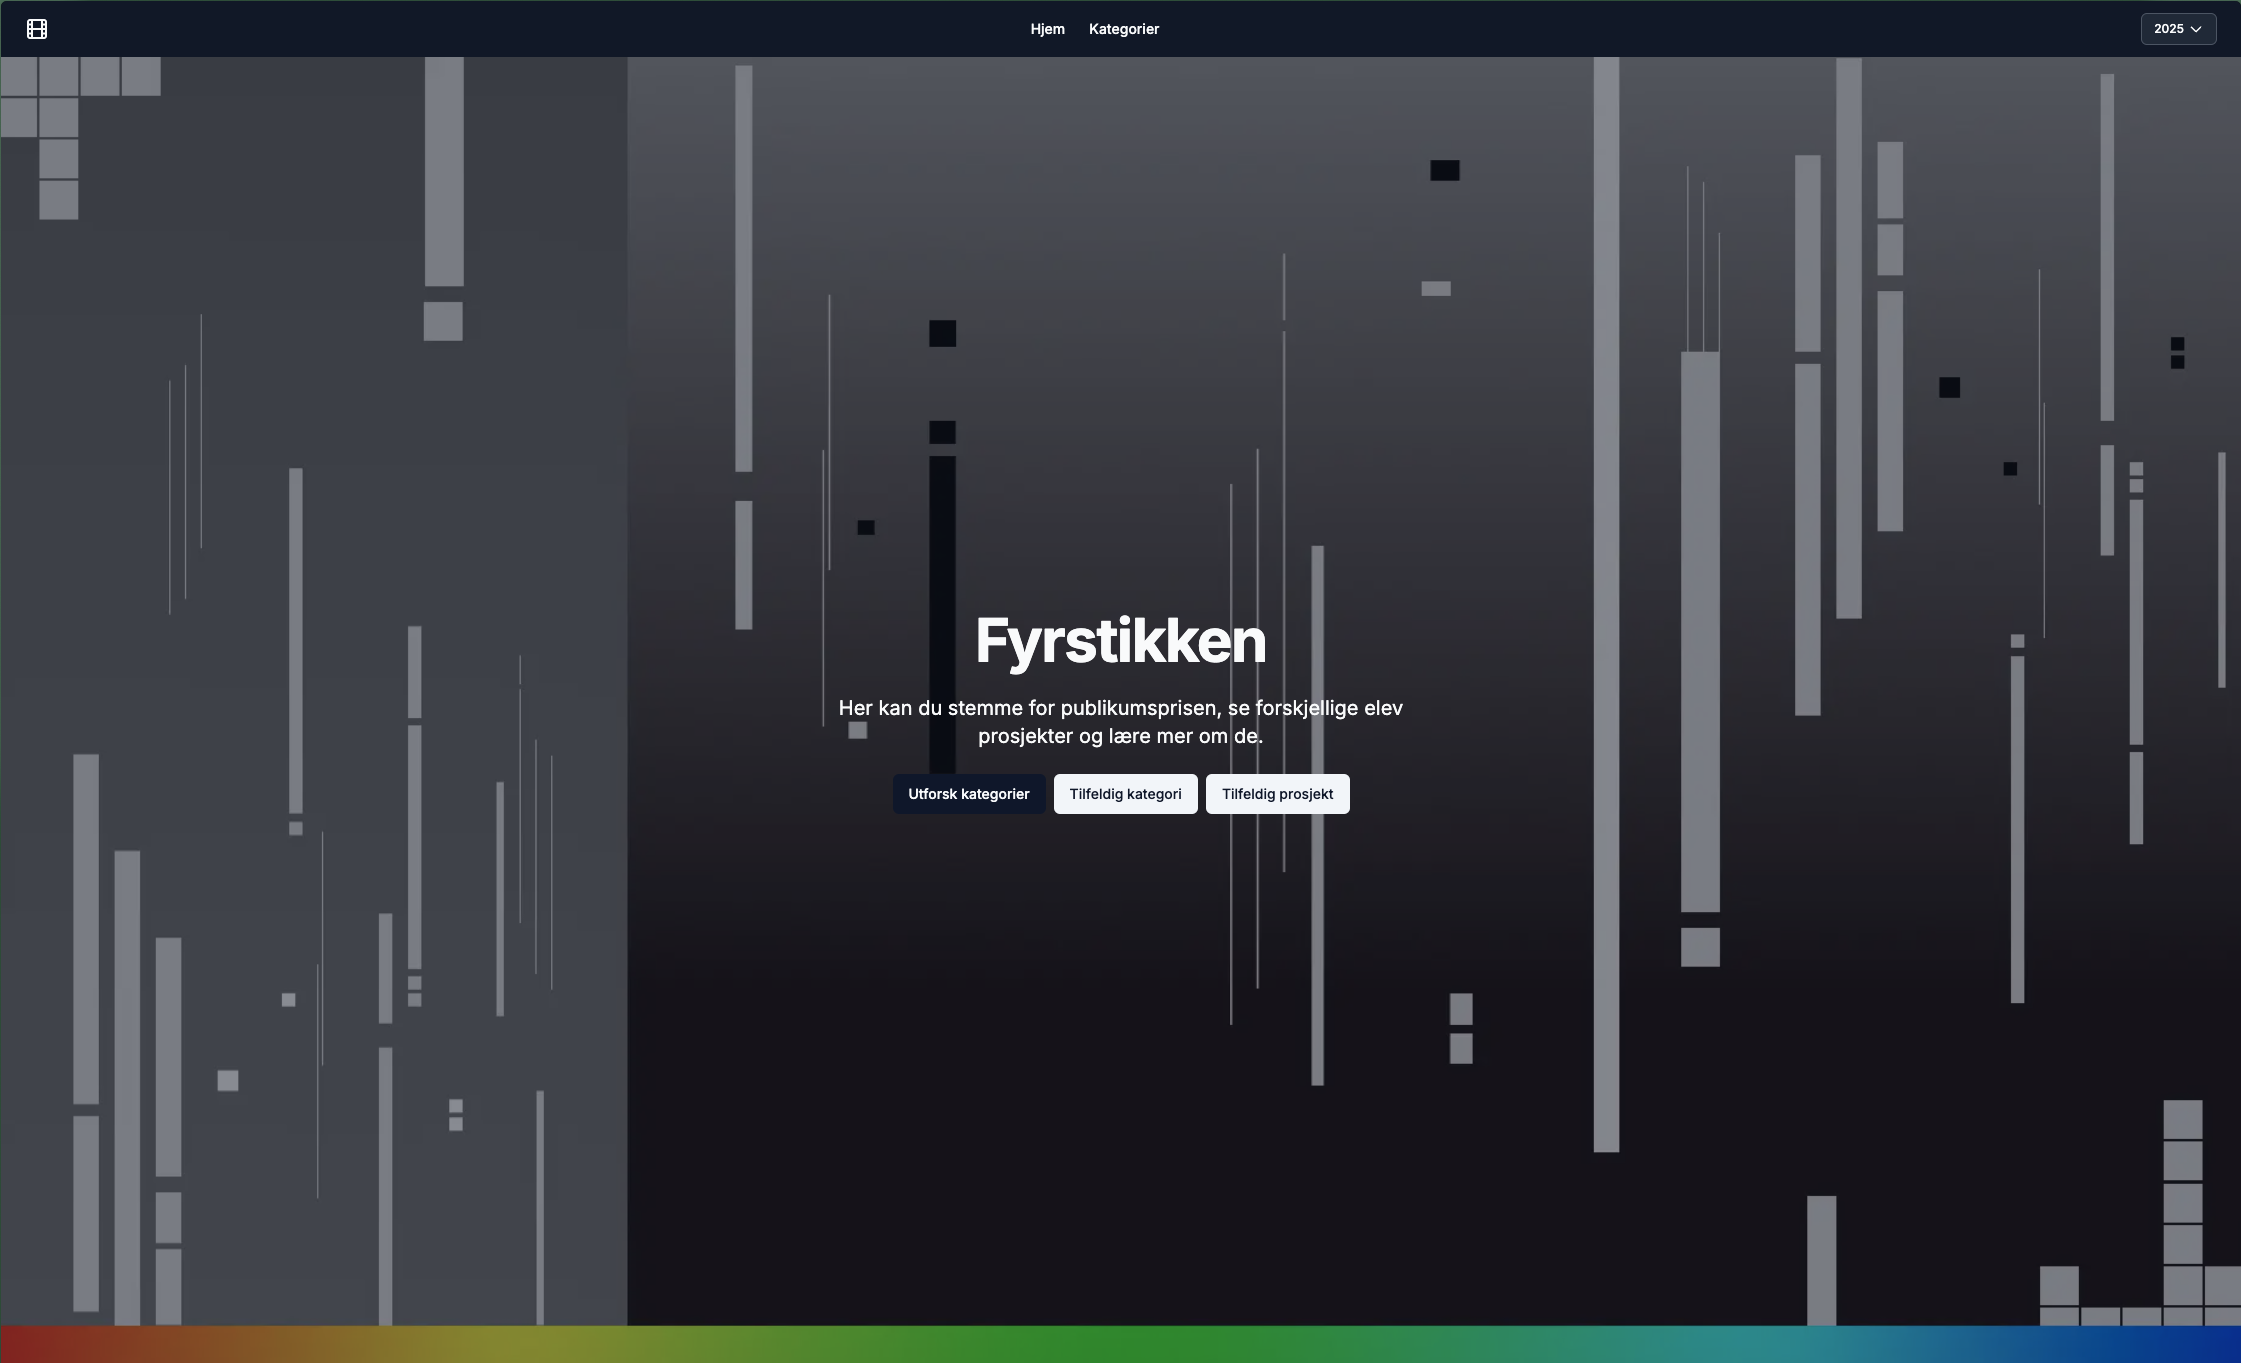 Hjem
Kategorier
2025
Fyrstikken
Her kan du stemme for publikumsprisen, se forskjellige elev
prosjekter og lære mer om de.
Utforsk kategorier
Tilfeldig kategori
Tilfeldig prosjekt